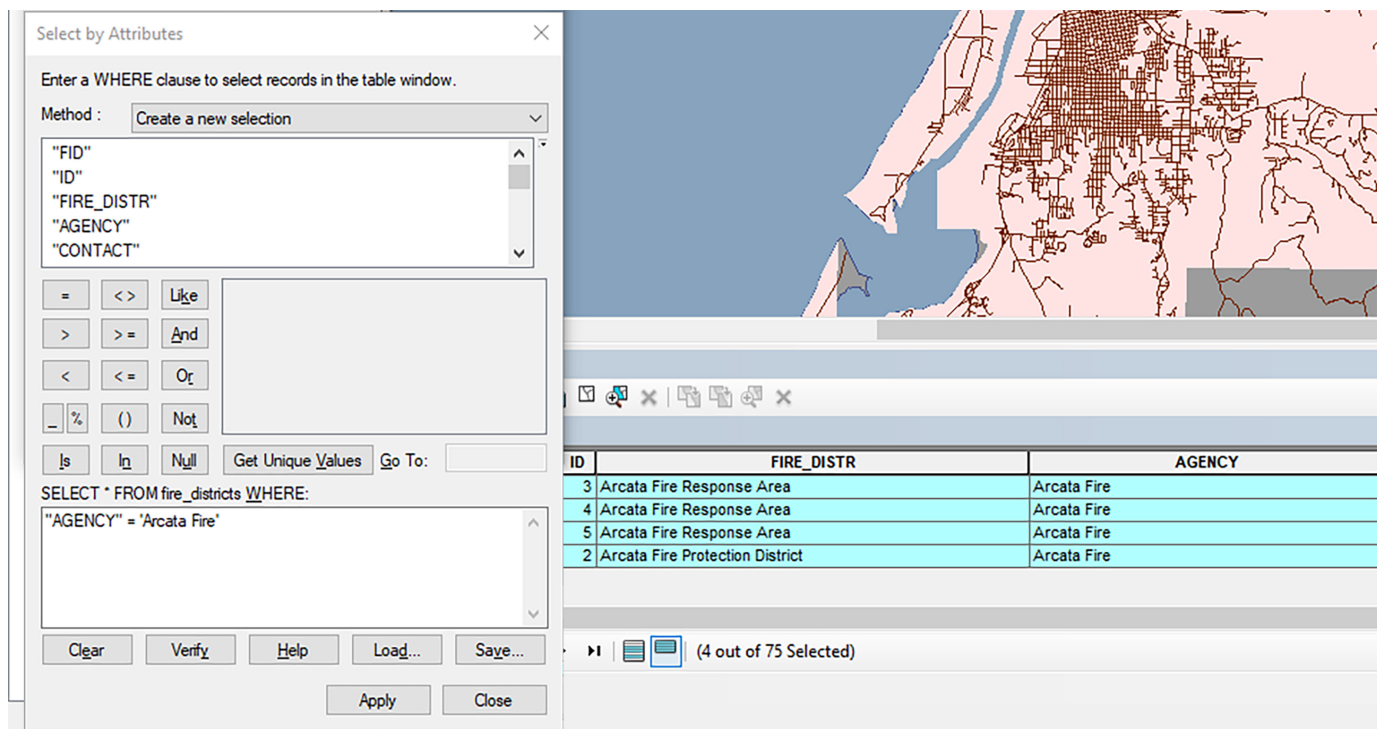 Select by Attributes
Enter a WHERE clause to select records in the table window.
Method :
Create a new selection
"FID"
"ID"
"FIRE_DISTR"
"AGENCY"
"CONTACT"
= < > Like
> > = And
< < = Or
_ % ( ) Not
Is In Null Get Unique Values Go To:
SELECT * FROM fire_districts WHERE:
"AGENCY" = 'Arcata Fire'
Clear Verify Help Load... Save...
Apply Close
ID FIRE_DISTR AGENCY
3 Arcata Fire Response Area Arcata Fire
4 Arcata Fire Response Area Arcata Fire
5 Arcata Fire Response Area Arcata Fire
2 Arcata Fire Protection District Arcata Fire
(4 out of 75 Selected)